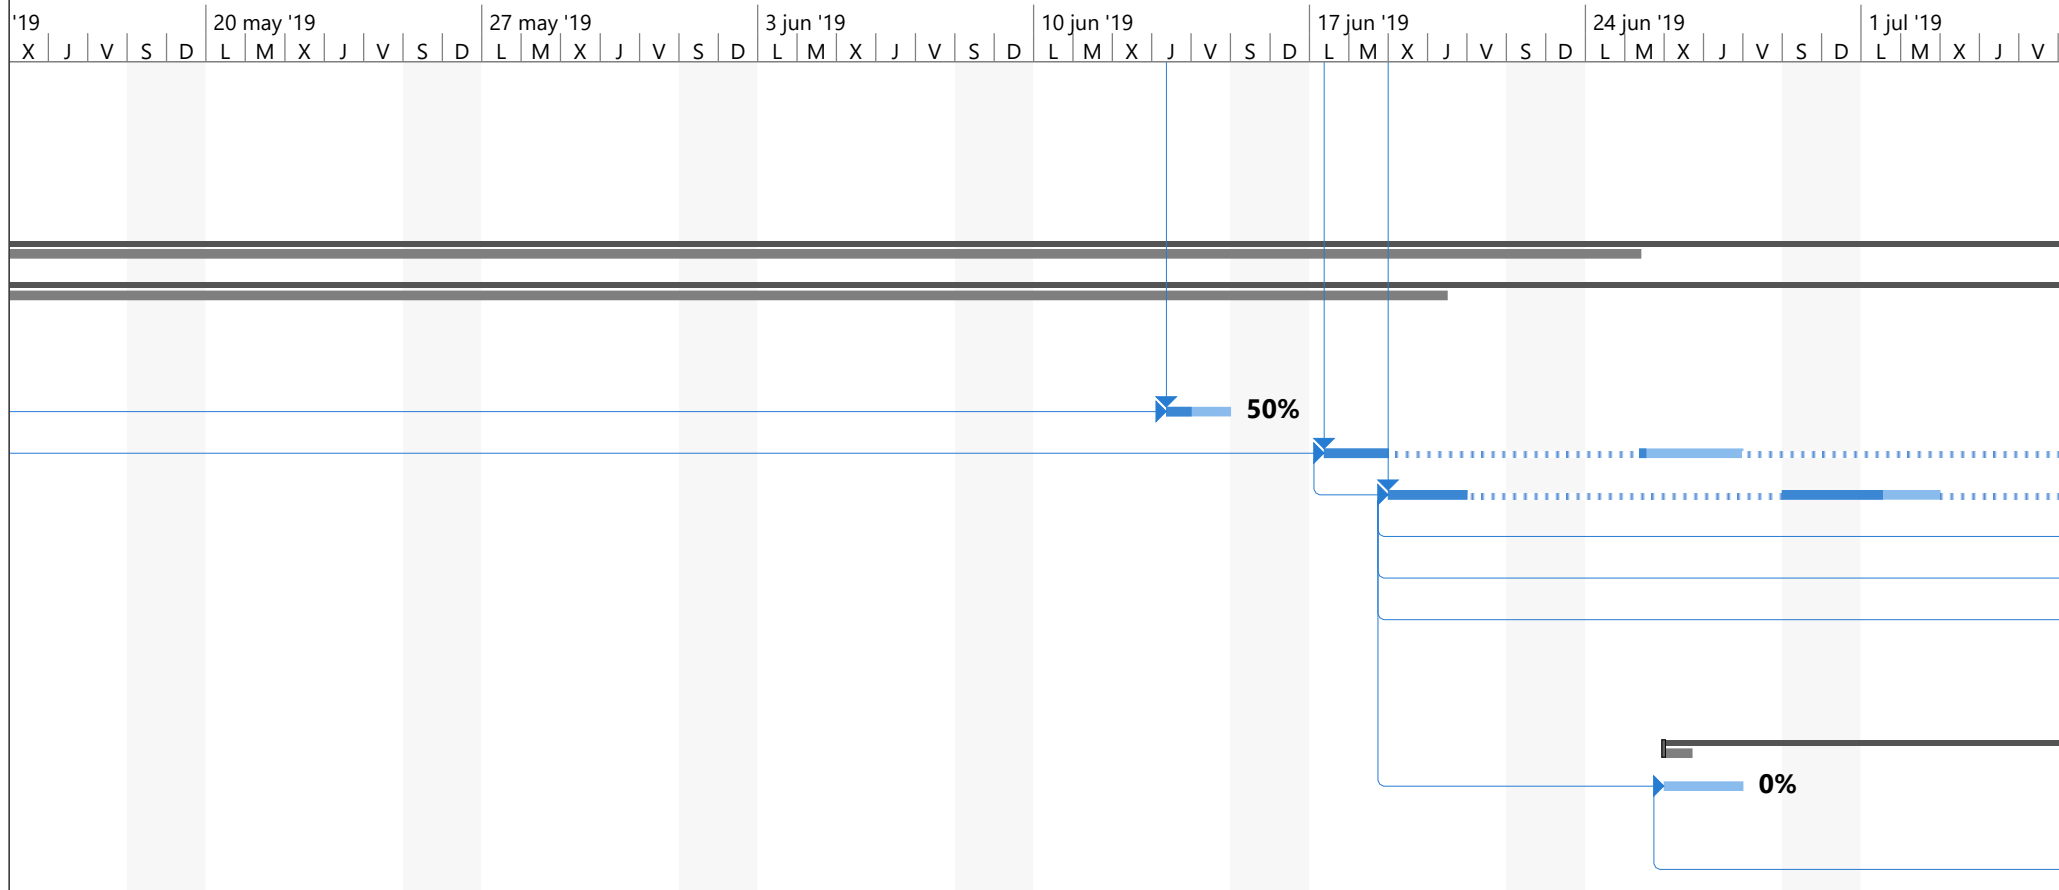 '19 20 may '19 27 may '19 3 jun '19 10 jun '19 17 jun '19 24 jun '19 1 jul '19
X J V S D L M X J V S D L M X J V S D L M X J V S D L M X J V S D L M X J V S D L M X J V S D L M X J V
50%
0%